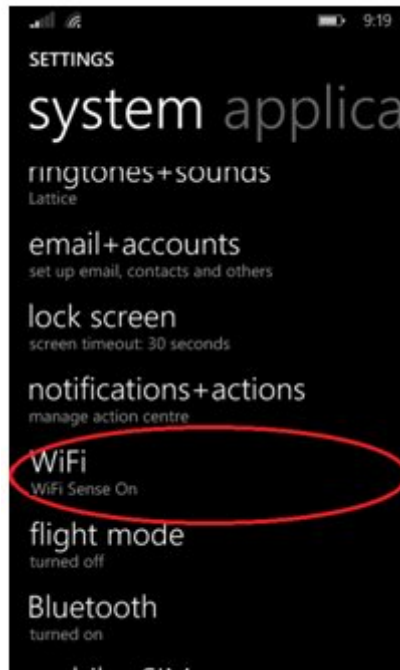 9:19
SETTINGS
system applica
ringtones+sounds
Lattice
email+accounts
set up email, contacts and others
lock screen
screen timeout: 30 seconds
notifications+actions
manage action centre
WiFi
WiFi Sense On
flight mode
turned off
Bluetooth
turned on